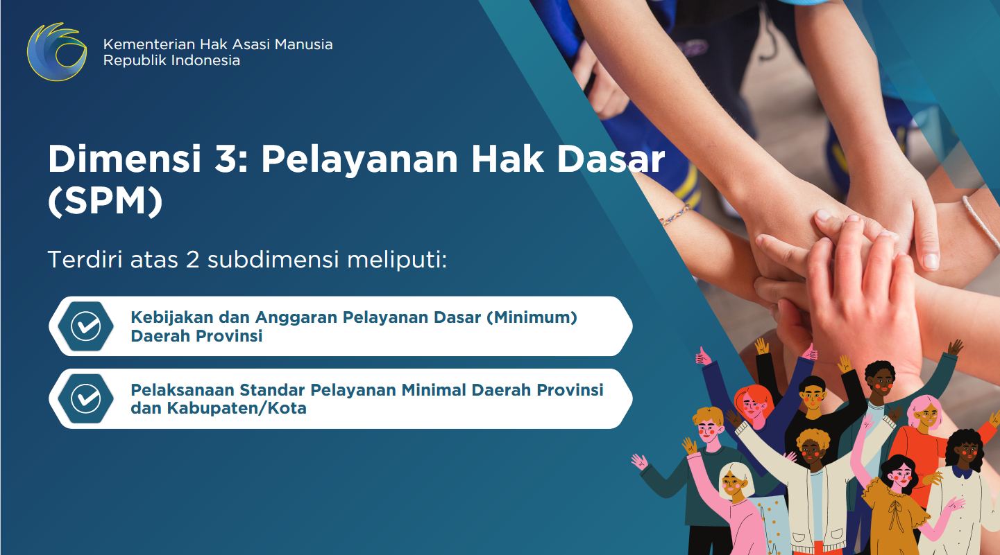 Kementerian Hak Asasi Manusia
Republik Indonesia
Dimensi 3: Pelayanan Hak Dasar
(SPM)
Terdiri atas 2 subdimensi meliputi:
Kebijakan dan Anggaran Pelayanan Dasar (Minimum)
Daerah Provinsi
Pelaksanaan Standar Pelayanan Minimal Daerah Provinsi
dan Kabupaten/Kota